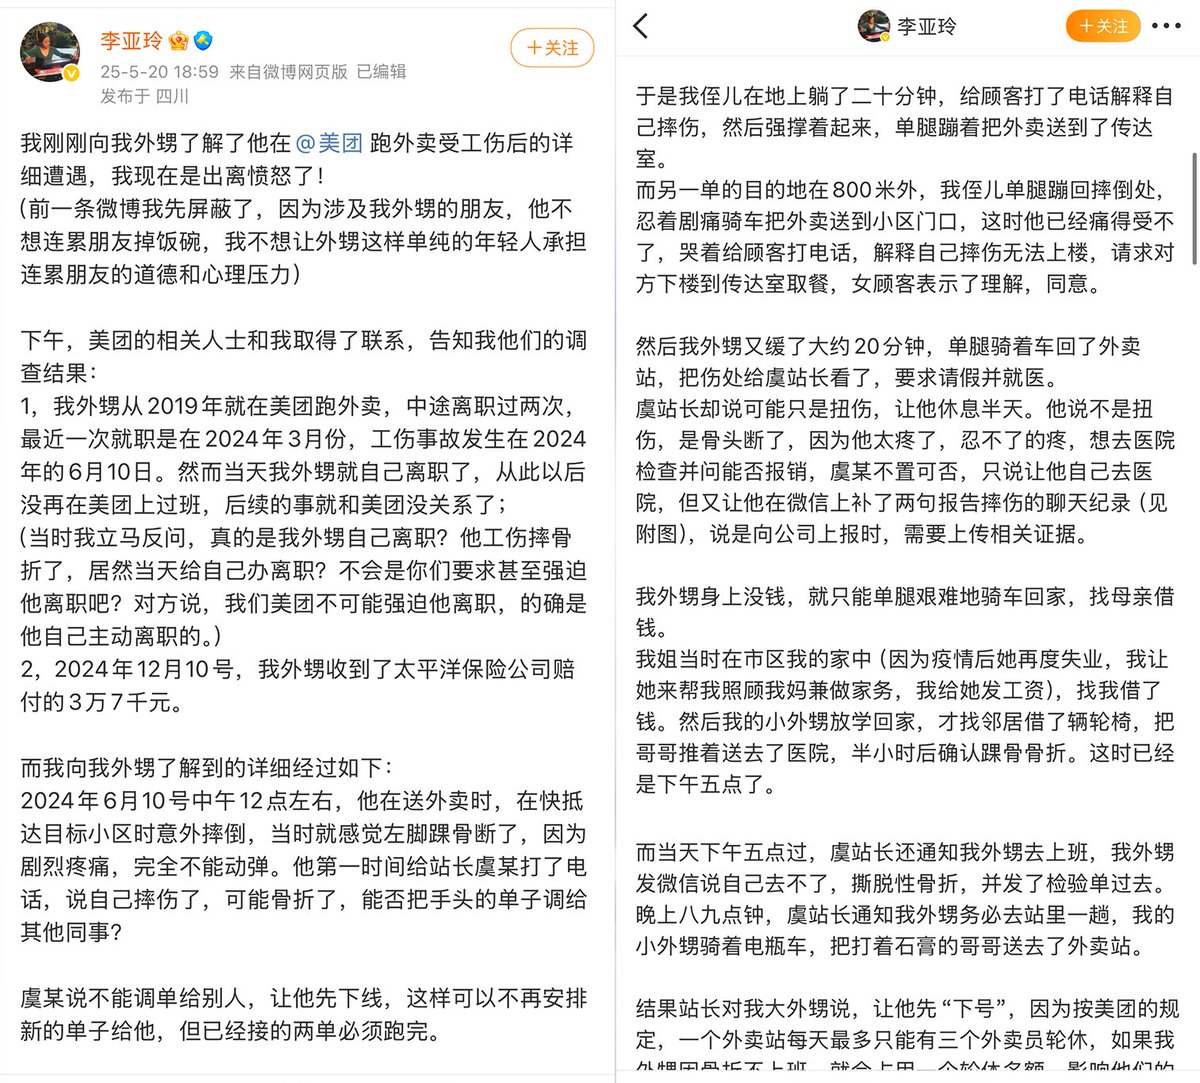 李亚玲
+关注
25-5-20 18:59 来自微博网页版 已编辑
发布于 四川
我刚刚向我外甥了解了他在 @美团 跑外卖受工伤后的详
细遭遇，我现在是出离愤怒了！
(前一条微博我先屏蔽了，因为涉及我外甥的朋友，他不
想连累朋友掉饭碗，我不想让外甥这样单纯的年轻人承担
连累朋友的道德和心理压力）
下午，美团的相关人士和我取得了联系，告知我他们的调
查结果：
1，我外甥从2019年就在美团跑外卖，中途离职过两次，
最近一次就职是在2024年3月份，工伤事故发生在2024
年的6月10日。然而当天我外甥就自己离职了，从此以后
没再在美团上过班，后续的事就和美团没关系了；
(当时我立马反问，真的是我外甥自己离职？他工伤摔骨
折了，居然当天给自己办离职？不会是你们要求甚至强迫
他离职吧？对方说，我们美团不可能强迫他离职，的确是
他自己主动离职的。）
2，2024年12月10号，我外甥收到了太平洋保险公司赔
付的3万7千元。
而我向我外甥了解到的详细经过如下：
2024年6月10号中午12点左右，他在送外卖时，在快抵
达目标小区时意外摔倒，当时就感觉左脚踝骨断了，因为
剧烈疼痛，完全不能动弹。他第一时间给站长虞某打了电
话，说自己摔伤了，可能骨折了，能否把手头的单子调给
其他同事？
虞某说不能调单给别人，让他先下线，这样可以不再安排
新的单子给他，但已经接的两单必须跑完。
李亚玲
+关注
于是我侄儿在地上躺了二十分钟，给顾客打了电话解释自
己摔伤，然后强撑着起来，单腿蹦着把外卖送到了传达
室。
而另一单的目的地在800米外，我侄儿单腿蹦回摔倒处，
忍着剧痛骑车把外卖送到小区门口，这时他已经痛得受不
了，哭着给顾客打电话，解释自己摔伤无法上楼，请求对
方下楼到传达室取餐，女顾客表示了理解，同意。
然后我外甥又缓了大约20分钟，单腿骑着车回了外卖
站，把伤处给虞站长看了，要求请假并就医。
虞站长却说可能只是扭伤，让他休息半天。他说不是扭
伤，是骨头断了，因为他太疼了，忍不了的疼，想去医院
检查并问能否报销，虞某不置可否，只说让他自己去医
院，但又让他在微信上补了两句报告摔伤的聊天纪录（见
附图），说是向公司上报时，需要上传相关证据。
我外甥身上没钱，就只能单腿艰难地骑车回家，找母亲借
钱。
我姐当时在市区我的家中（因为疫情后她再度失业，我让
她来帮我照顾我妈兼做家务，我给她发工资），找我借了
钱。然后我的小外甥放学回家，才找邻居借了辆轮椅，把
哥哥推着送去了医院，半小时后确认踝骨骨折。这时已经
是下午五点了。
而当天下午五点过，虞站长还通知我外甥去上班，我外甥
发微信说自己去不了，撕脱性骨折，并发了检验单过去。
晚上八九点钟，虞站长通知我外甥务必去站里一趟，我的
小外甥骑着电瓶车，把打着石膏的哥哥送去了外卖站。
结果站长对我大外甥说，让他先“下号”，因为按美团的规
定，一个外卖站每天最多只能有三个外卖员轮休，如果我
外甥因骨折不上班，就会占用一个轮休名额，影响他们的